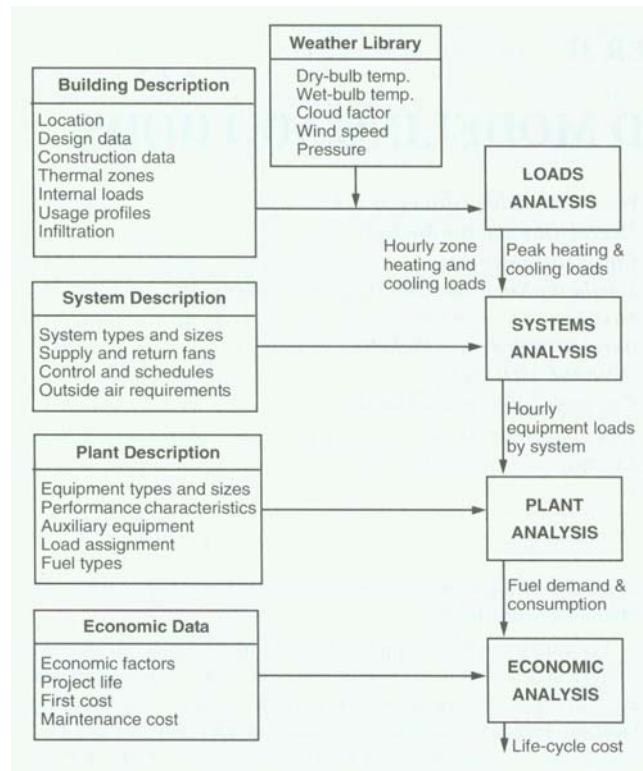 Weather Library
Dry-bulb temp.
Wet-bulb temp.
Cloud factor
Wind speed
Pressure
Building Description
Location
Design data
Construction data
Thermal zones
Internal loads
Usage profiles
Infiltration
LOADS
ANALYSIS
Hourly zone
heating and
cooling loads
Peak heating &
cooling loads
System Description
System types and sizes
Supply and return fans
Control and schedules
Outside air requirements
SYSTEMS
ANALYSIS
Hourly
equipment loads
by system
Plant Description
Equipment types and sizes
Performance characteristics
Auxiliary equipment
Load assignment
Fuel types
PLANT
ANALYSIS
Fuel demand &
consumption
Economic Data
Economic factors
Project life
First cost
Maintenance cost
ECONOMIC
ANALYSIS
Life-cycle cost